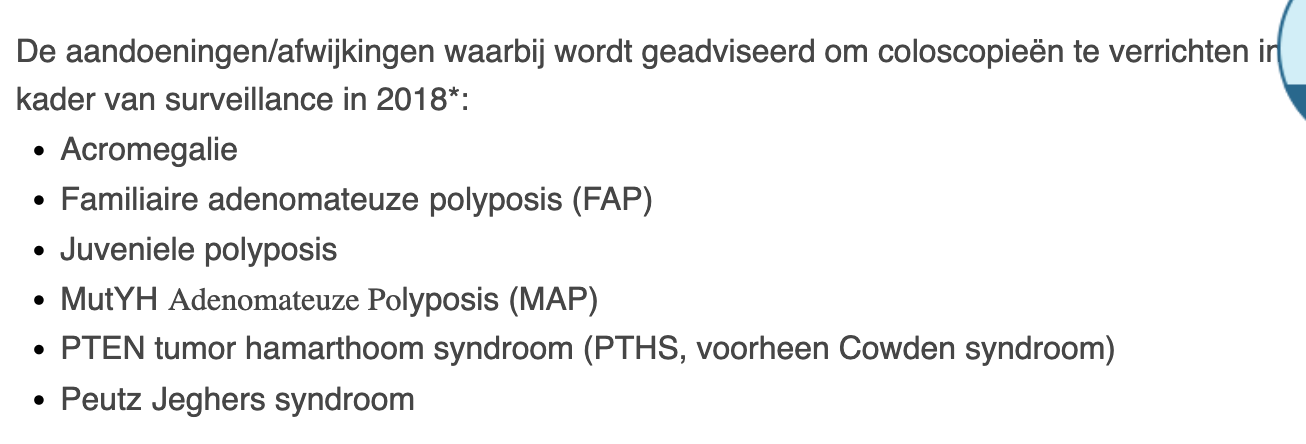 De aandoeningen/afwijkingen waarbij wordt geadviseerd om coloscopieën te verrichten in
kader van surveillance in 2018*:
• Acromegalie
• Familiaire adenomateuze polyposis (FAP)
• Juveniele polyposis
• MutYH Adenomateuze Polyposis (MAP)
• PTEN tumor hamarthoom syndroom (PTHS, voorheen Cowden syndroom)
• Peutz Jeghers syndroom